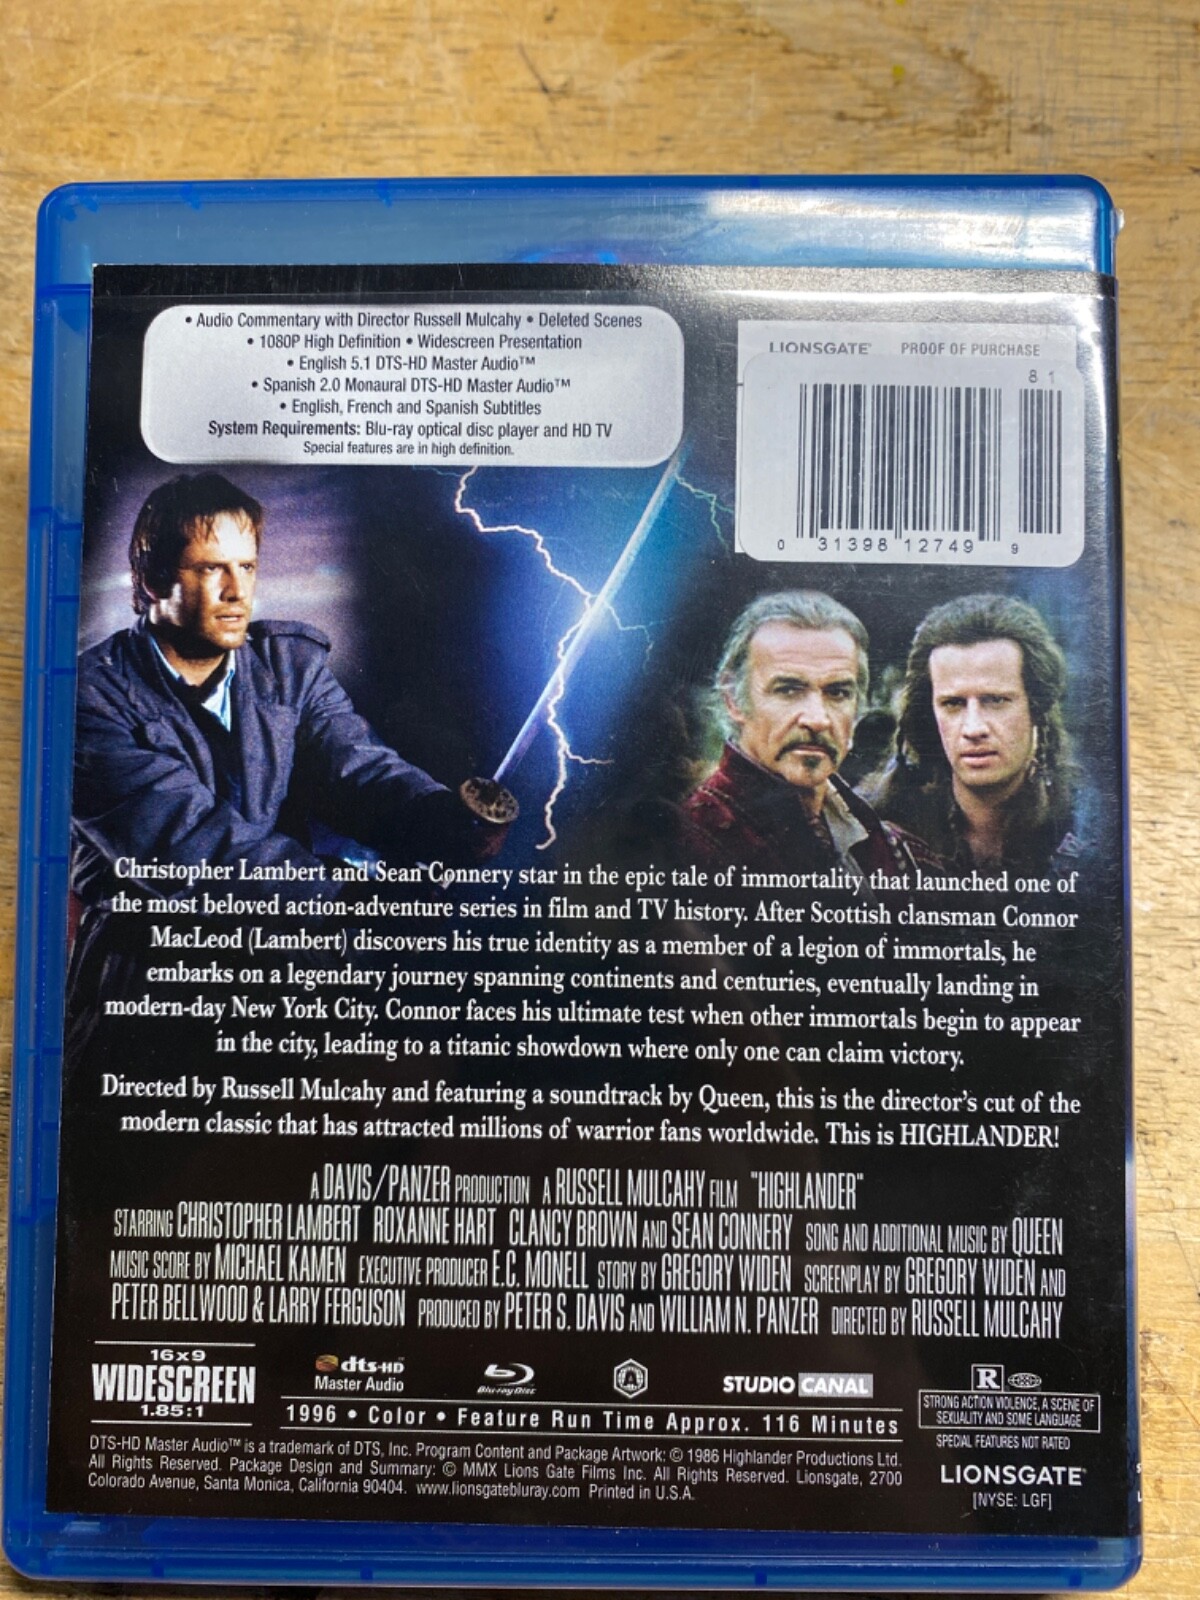 • Audio Commentary with Director Russell Mulcahy • Deleted Scenes
• 1080P High Definition • Widescreen Presentation
• English 5.1 DTS-HD Master Audio™
• Spanish 2.0 Monaural DTS-HD Master Audio™
• English, French and Spanish Subtitles
System Requirements: Blu-ray optical disc player and HD TV
Special features are in high definition.
LIONSGATE® PROOF OF PURCHASE
81
0 31398 12749 9
Christopher Lambert and Sean Connery star in the epic tale of immortality that launched one of
the most beloved action-adventure series in film and TV history. After Scottish clansman Connor
MacLeod (Lambert) discovers his true identity as a member of a legion of immortals, he
embarks on a legendary journey spanning continents and centuries, eventually landing in
modern-day New York City. Connor faces his ultimate test when other immortals begin to appear
in the city, leading to a titanic showdown where only one can claim victory.
Directed by Russell Mulcahy and featuring a soundtrack by Queen, this is the director's cut of the
modern classic that has attracted millions of warrior fans worldwide. This is HIGHLANDER!
A DAVIS/PANZER PRODUCTION A RUSSELL MULCAHY FILM "HIGHLANDER"
STARRING CHRISTOPHER LAMBERT ROXANNE HART CLANCY BROWN AND SEAN CONNERY SONG AND ADDITIONAL MUSIC BY QUEEN
MUSIC SCORE BY MICHAEL KAMEN EXECUTIVE PRODUCER E.C. MONELL STORY BY GREGORY WIDEN SCREENPLAY BY GREGORY WIDEN AND
PETER BELLWOOD & LARRY FERGUSON PRODUCED BY PETER S. DAVIS AND WILLIAM N. PANZER DIRECTED BY RUSSELL MULCAHY
16x9
WIDESCREEN
1.85:1
dts-HD
Master Audio
Blu-ray Disc
STUDIO CANAL
1996 • Color • Feature Run Time Approx. 116 Minutes
R
STRONG ACTION VIOLENCE, A SCENE OF
SEXUALITY AND SOME LANGUAGE
SPECIAL FEATURES NOT RATED
DTS-HD Master Audio™ is a trademark of DTS, Inc. Program Content and Package Artwork: © 1986 Highlander Productions Ltd.
All Rights Reserved. Package Design and Summary: © MMX Lions Gate Films Inc. All Rights Reserved. Lionsgate, 2700
Colorado Avenue, Santa Monica, California 90404. www.lionsgatebluray.com Printed in U.S.A.
LIONSGATE®
[NYSE: LGF]